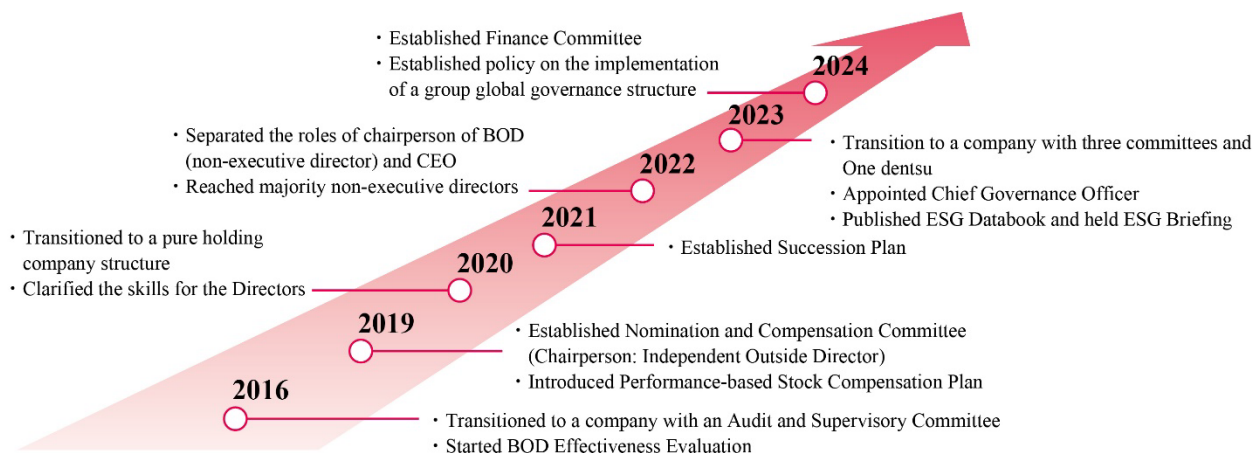 ・Established Finance Committee
・Established policy on the implementation
of a group global governance structure
2024
2023
・Separated the roles of chairperson of BOD
(non-executive director) and CEO
・Reached majority non-executive directors
・Transition to a company with three committees and
One dentsu
・Appointed Chief Governance Officer
・Published ESG Databook and held ESG Briefing
2022
2021
・Established Succession Plan
・Transitioned to a pure holding
company structure
・Clarified the skills for the Directors
2020
2019
・Established Nomination and Compensation Committee
(Chairperson: Independent Outside Director)
・Introduced Performance-based Stock Compensation Plan
2016
・Transitioned to a company with an Audit and Supervisory Committee
・Started BOD Effectiveness Evaluation